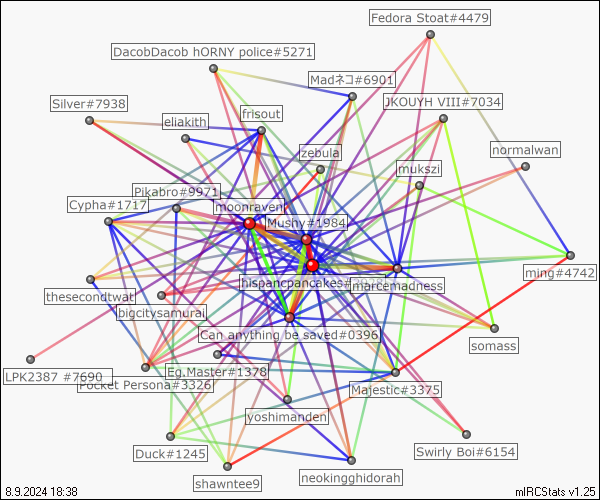 Fedora Stoat#4479
DacobDacob hORNY police#5271
Madネコ#6901
Silver#7938
JKOUYH VIII#7034
frisout
eliakith
normalwan
zebula
mukszi
Pikabro#9971
Cypha#1717
moonraven
Mushy#1984
ming#4742
hispancpancakes#
marcemadness
thesecondtwat
bigcitysamurai
Can anything be saved#0396
somass
Eg.Master#1378
LPK2387 #7690
Pocket Persona#3326
Majestic#3375
yoshimanden
Duck#1245
Swirly Boi#6154
shawntee9
neokingghidorah
8.9.2024 18:38
mIRCStats v1.25